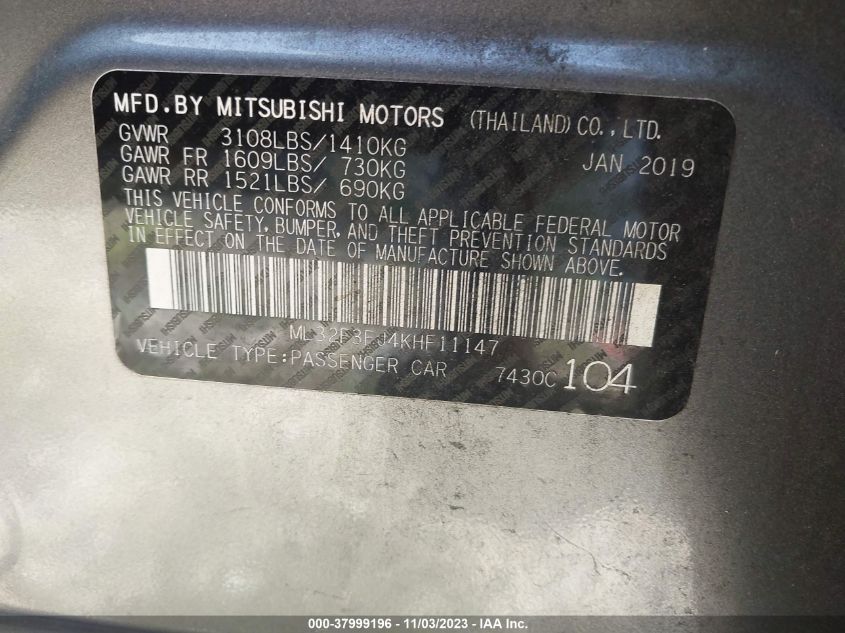 MFD.BY MITSUBISHI MOTORS (THAILAND) CO., LTD.
GVWR 3108LBS/1410KG JAN 2019
GAWR FR 1609LBS/ 730KG
GAWR RR 1521LBS/ 690KG
THIS VEHICLE CONFORMS TO ALL APPLICABLE FEDERAL MOTOR
VEHICLE SAFETY, BUMPER, AND THEFT PREVENTION STANDARDS
IN EFFECT ON THE DATE OF MANUFACTURE SHOWN ABOVE.
ML32F3FJ4KHF11147
VEHICLE TYPE:PASSENGER CAR 7430C 104
000-37999196 - 11/03/2023 - IAA Inc.